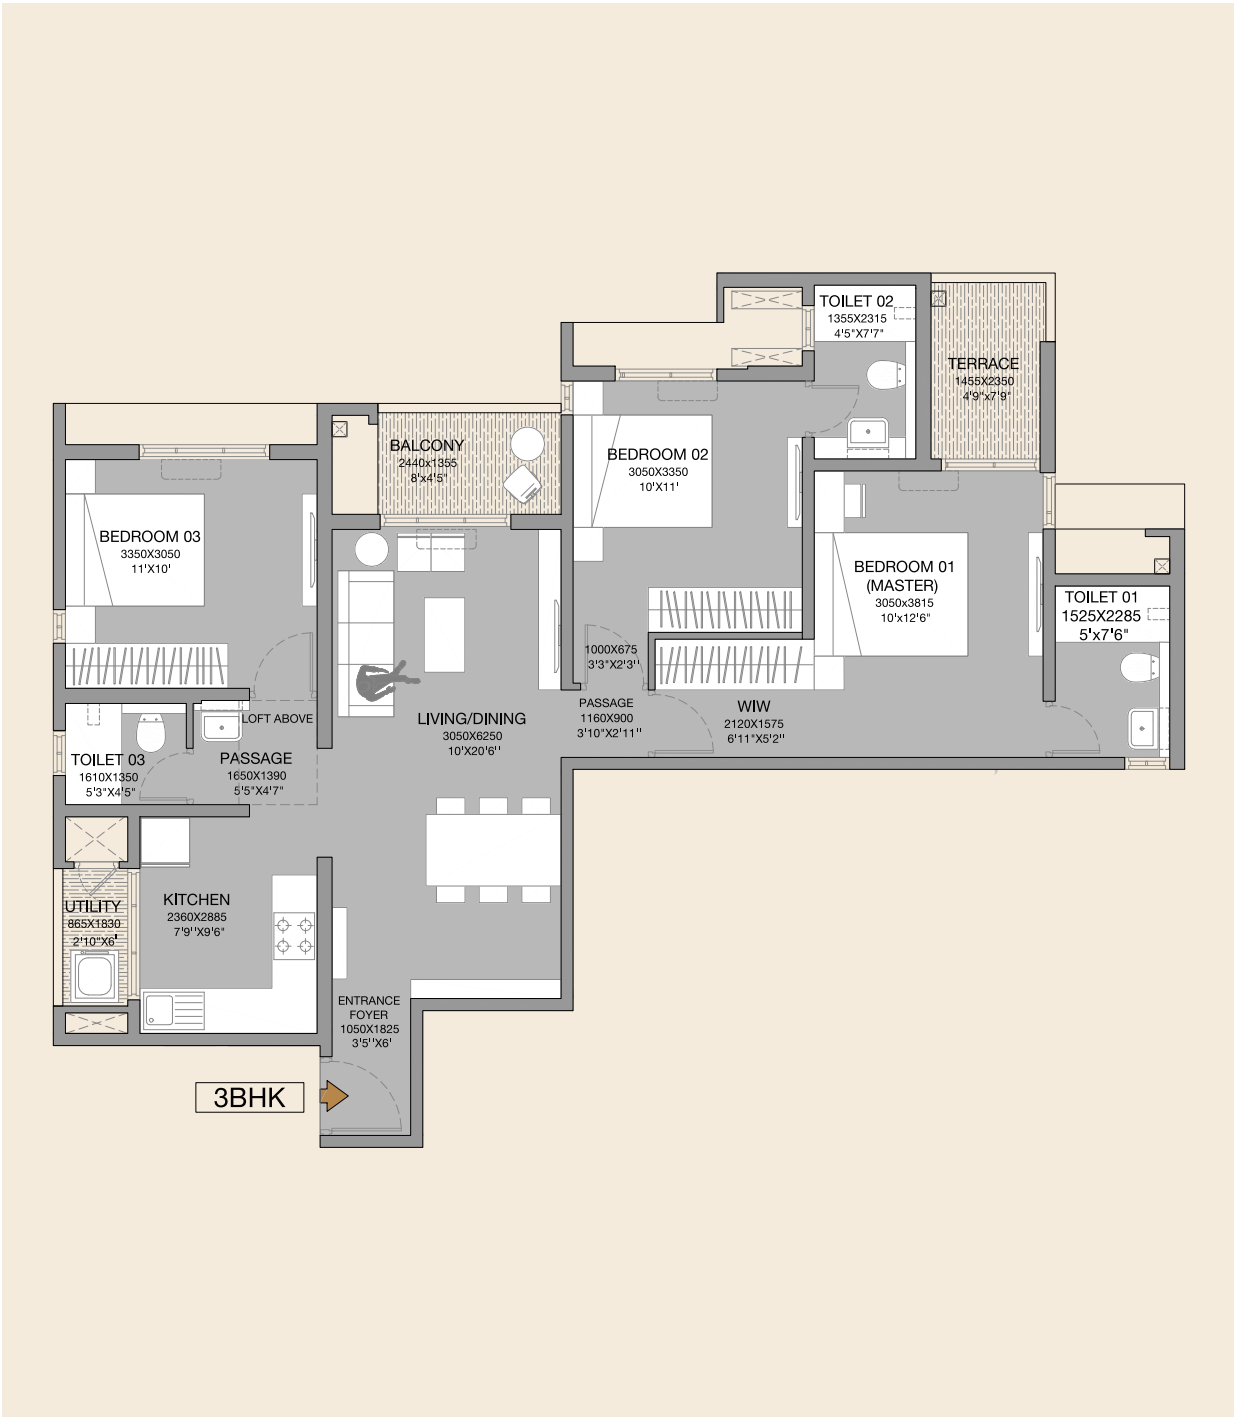 TOILET 02
1355X2315
4'5"X7'7"
TERRACE
1455X2350
4'9"x7'9"
BALCONY
2440x1355
8'x4'5"
BEDROOM 02
3050X3350
10'X11'
BEDROOM 03
3350X3050
11'X10'
BEDROOM 01
(MASTER)
3050x3815
10'x12'6"
TOILET 01
1525X2285
5'x7'6"
1000X675
3'3"X2'3''
PASSAGE
1160X900
3'10"X2'11''
WIW
2120X1575
6'11"X5'2''
LOFT ABOVE
LIVING/DINING
3050X6250
10'X20'6''
TOILET 03
1610X1350
5'3"X4'5"
PASSAGE
1650X1390
5'5"X4'7"
KITCHEN
2360X2885
7'9''X9'6"
UTILITY
865X1830
2'10"X6'
ENTRANCE
FOYER
1050X1825
3'5''X6'
3BHK